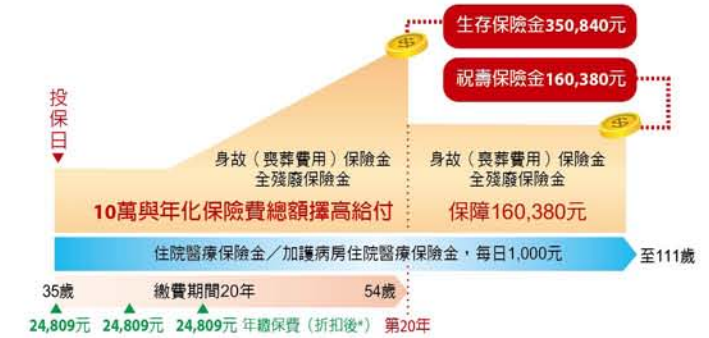 生存保險金350,840元
祝壽保險金160,380元
投保日
身故（喪葬費用）保險金
全殘廢保險金
10萬與年化保險費總額擇高給付
身故（喪葬費用）保險金
全殘廢保險金
保障160,380元
住院醫療保險金／加護病房住院醫療保險金，每日1,000元
至111歲
35歲
繳費期間20年
54歲
24,809元
24,809元
24,809元 年繳保費（折扣後*）
第20年